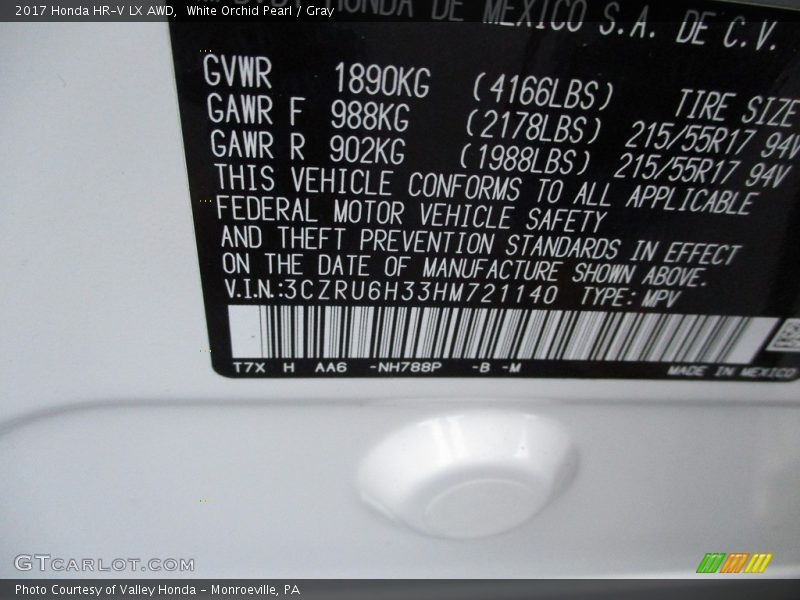 2017 Honda HR-V LX AWD, White Orchid Pearl / Gray
HONDA DE MEXICO S.A. DE C.V.
GVWR 1890KG (4166LBS) TIRE SIZE
GAWR F 988KG (2178LBS) 215/55R17 94V
GAWR R 902KG (1988LBS) 215/55R17 94V
THIS VEHICLE CONFORMS TO ALL APPLICABLE
FEDERAL MOTOR VEHICLE SAFETY
AND THEFT PREVENTION STANDARDS IN EFFECT
ON THE DATE OF MANUFACTURE SHOWN ABOVE.
V.I.N.:3CZRU6H33HM721140 TYPE: MPV
T7X H AA6 -NH788P -B -M MADE IN MEXICO
GTCARLOT.COM
Photo Courtesy of Valley Honda - Monroeville, PA